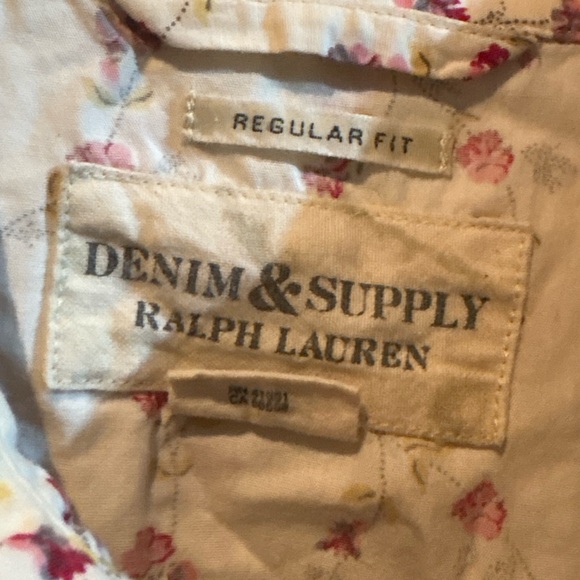 REGULAR FIT
DENIM & SUPPLY
RALPH LAUREN